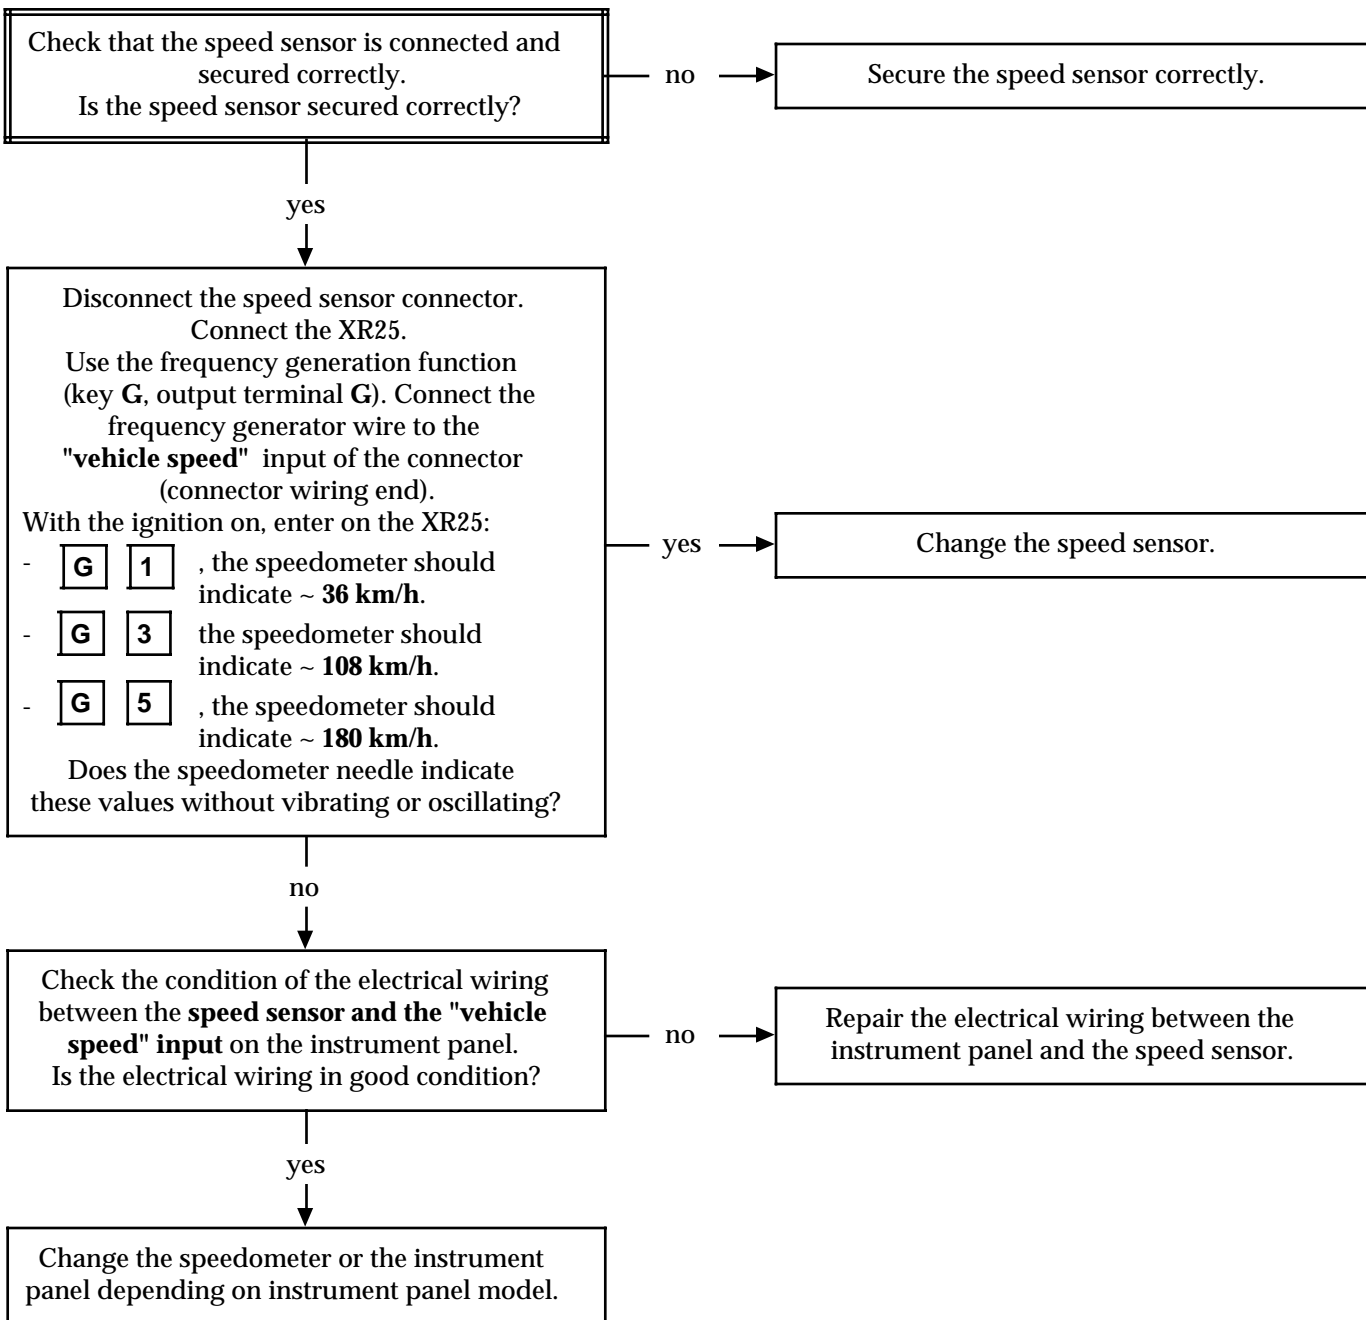 Check that the speed sensor is connected and
secured correctly.
Is the speed sensor secured correctly?
no
Secure the speed sensor correctly.
yes
Disconnect the speed sensor connector.
Connect the XR25.
Use the frequency generation function
(key G, output terminal G). Connect the
frequency generator wire to the
"vehicle speed" input of the connector
(connector wiring end).
With the ignition on, enter on the XR25:
- G 1 , the speedometer should
indicate ~ 36 km/h.
- G 3 the speedometer should
indicate ~ 108 km/h.
- G 5 , the speedometer should
indicate ~ 180 km/h.
Does the speedometer needle indicate
these values without vibrating or oscillating?
yes
Change the speed sensor.
no
Check the condition of the electrical wiring
between the speed sensor and the "vehicle
speed" input on the instrument panel.
Is the electrical wiring in good condition?
no
Repair the electrical wiring between the
instrument panel and the speed sensor.
yes
Change the speedometer or the instrument
panel depending on instrument panel model.